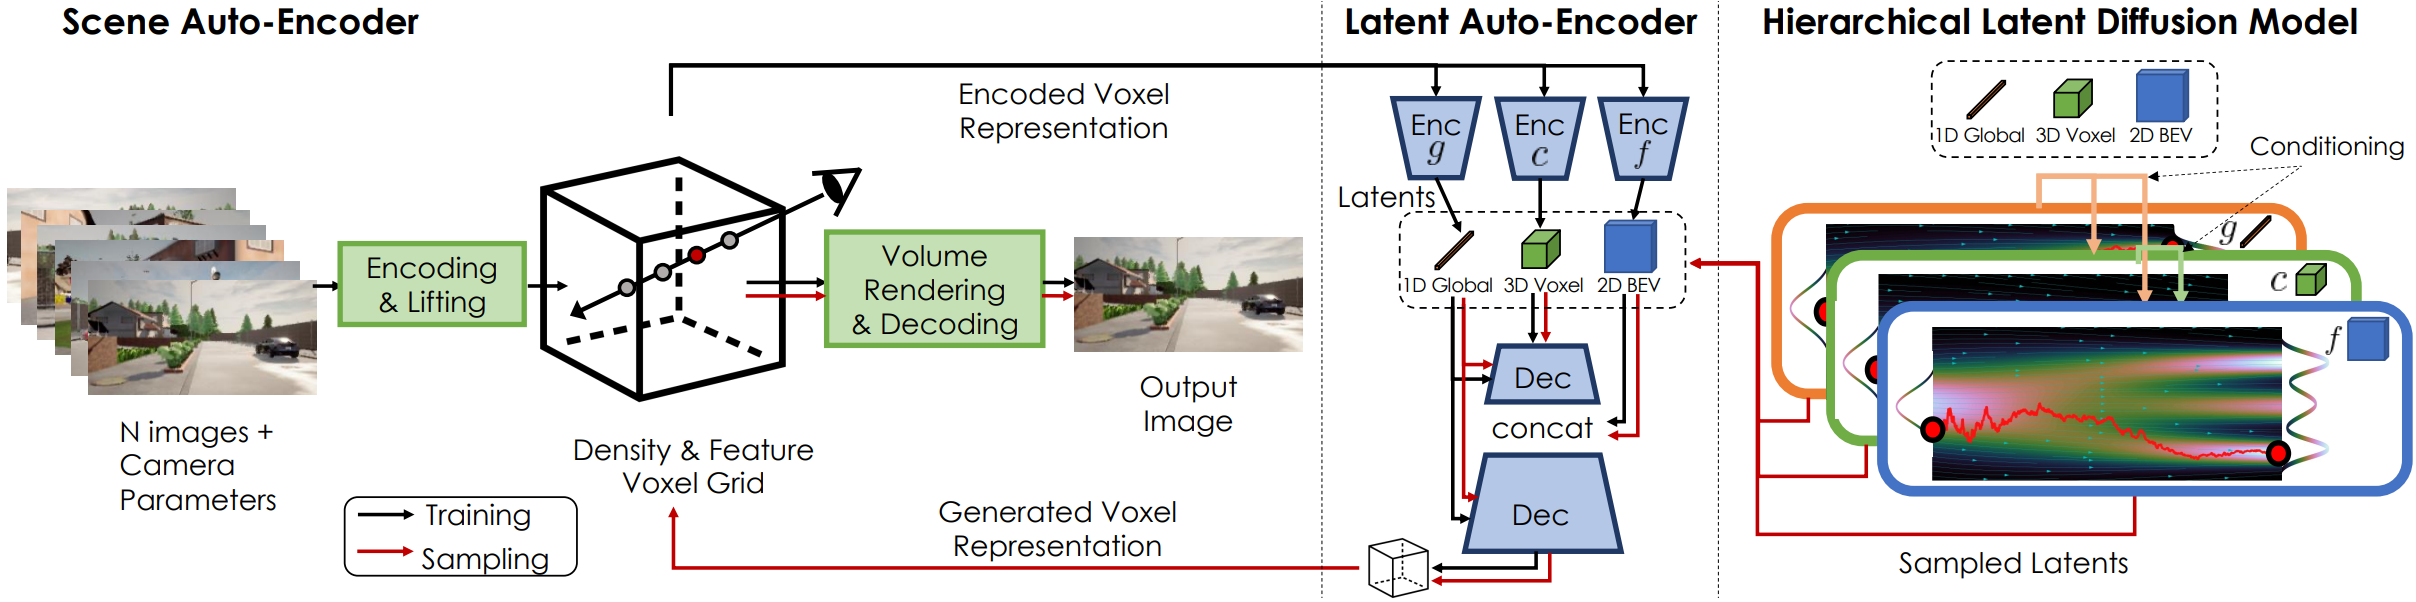 Scene Auto-Encoder
N images +
Camera
Parameters
Encoding
& Lifting
Density & Feature
Voxel Grid
Training
Sampling
Encoded Voxel
Representation
Volume
Rendering
& Decoding
Output
Image
Generated Voxel
Representation
Latent Auto-Encoder
Enc
g
Enc
c
Enc
f
Latents
1D Global
3D Voxel
2D BEV
Dec
concat
Dec
Hierarchical Latent Diffusion Model
1D Global
3D Voxel
2D BEV
Conditioning
g
c
f
Sampled Latents